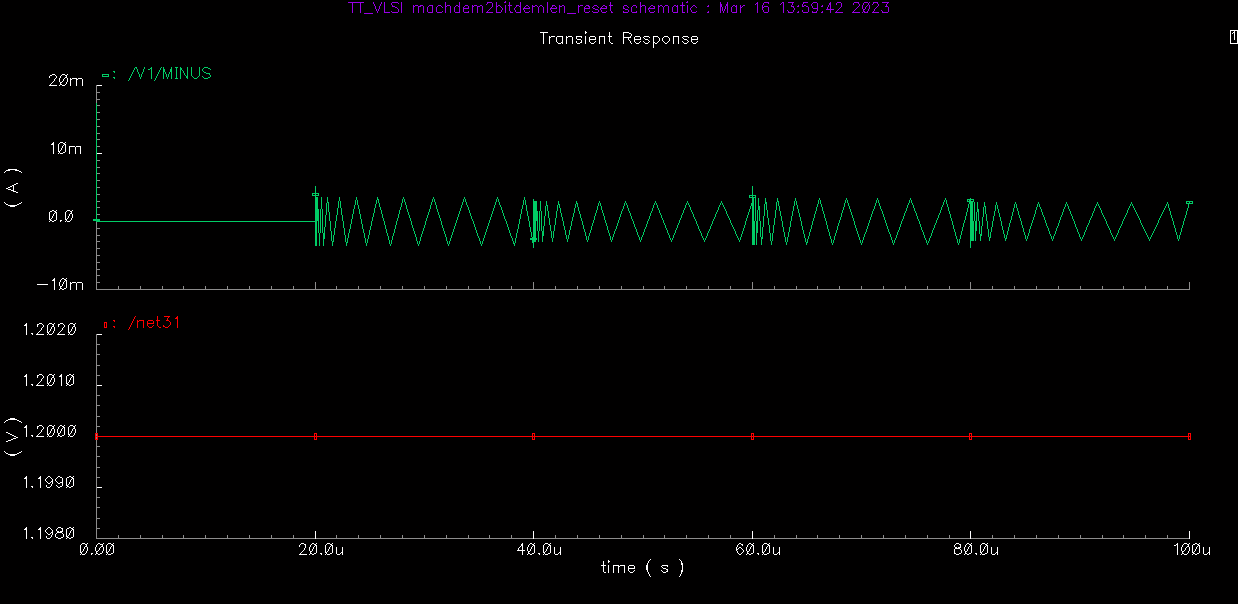 TT_VLSI machdem2bitdemlen_reset schematic : Mar 16 13:59:42 2023
Transient Response
1
▭: /V1/MINUS
20m
10m
0.0
−10m
( A )
▯: /net31
1.2020
1.2010
1.2000
1.1990
1.1980
( V )
0.00 20.0u 40.0u 60.0u 80.0u 100u
time ( s )